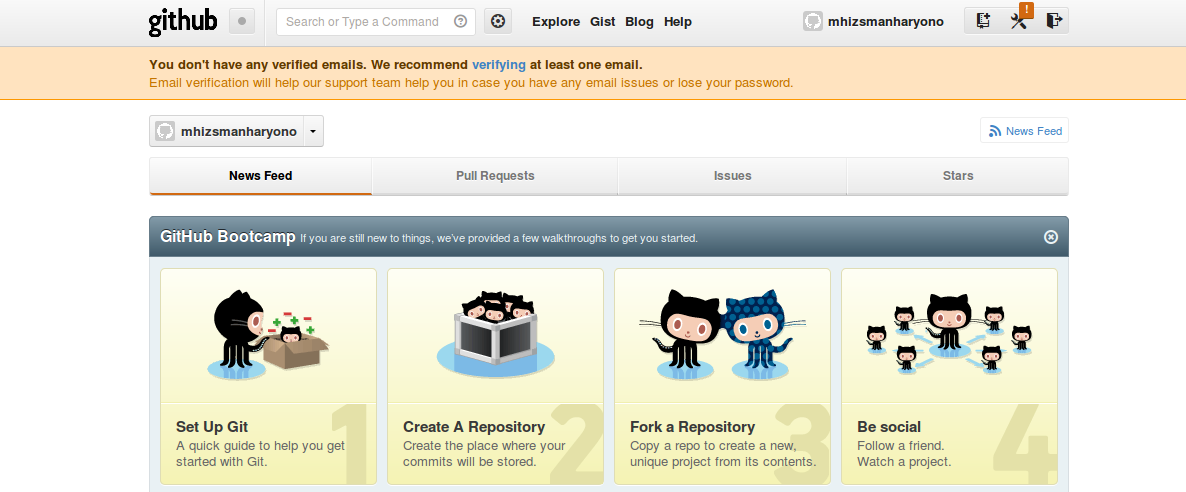 github
Search or Type a Command
Explore Gist Blog Help
mhizsmanharyono
!
You don't have any verified emails. We recommend verifying at least one email.
Email verification will help our support team help you in case you have any email issues or lose your password.
mhizsmanharyono
News Feed
News Feed
Pull Requests
Issues
Stars
GitHub Bootcamp If you are still new to things, we've provided a few walkthroughs to get you started.
1
Set Up Git
A quick guide to help you get
started with Git.
2
Create A Repository
Create the place where your
commits will be stored.
3
Fork a Repository
Copy a repo to create a new,
unique project from its contents.
4
Be social
Follow a friend.
Watch a project.